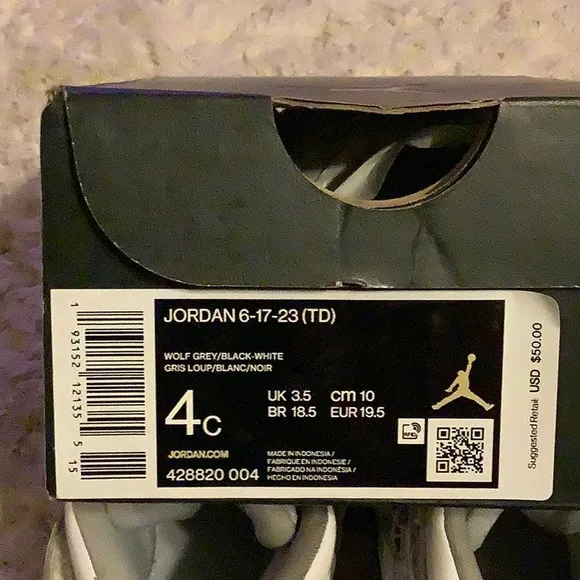 JORDAN 6-17-23 (TD)
WOLF GREY/BLACK-WHITE
GRIS LOUP/BLANC/NOIR
4C
UK 3.5 cm 10
BR 18.5 EUR 19.5
JORDAN.COM
428820 004
MADE IN INDONESIA /
FABRIQUE EN INDONESIE /
FABRICADO NA INDONÉSIA /
HECHO EN INDONESIA
1 93152 12135 5
15
Suggested Retail: USD $50.00